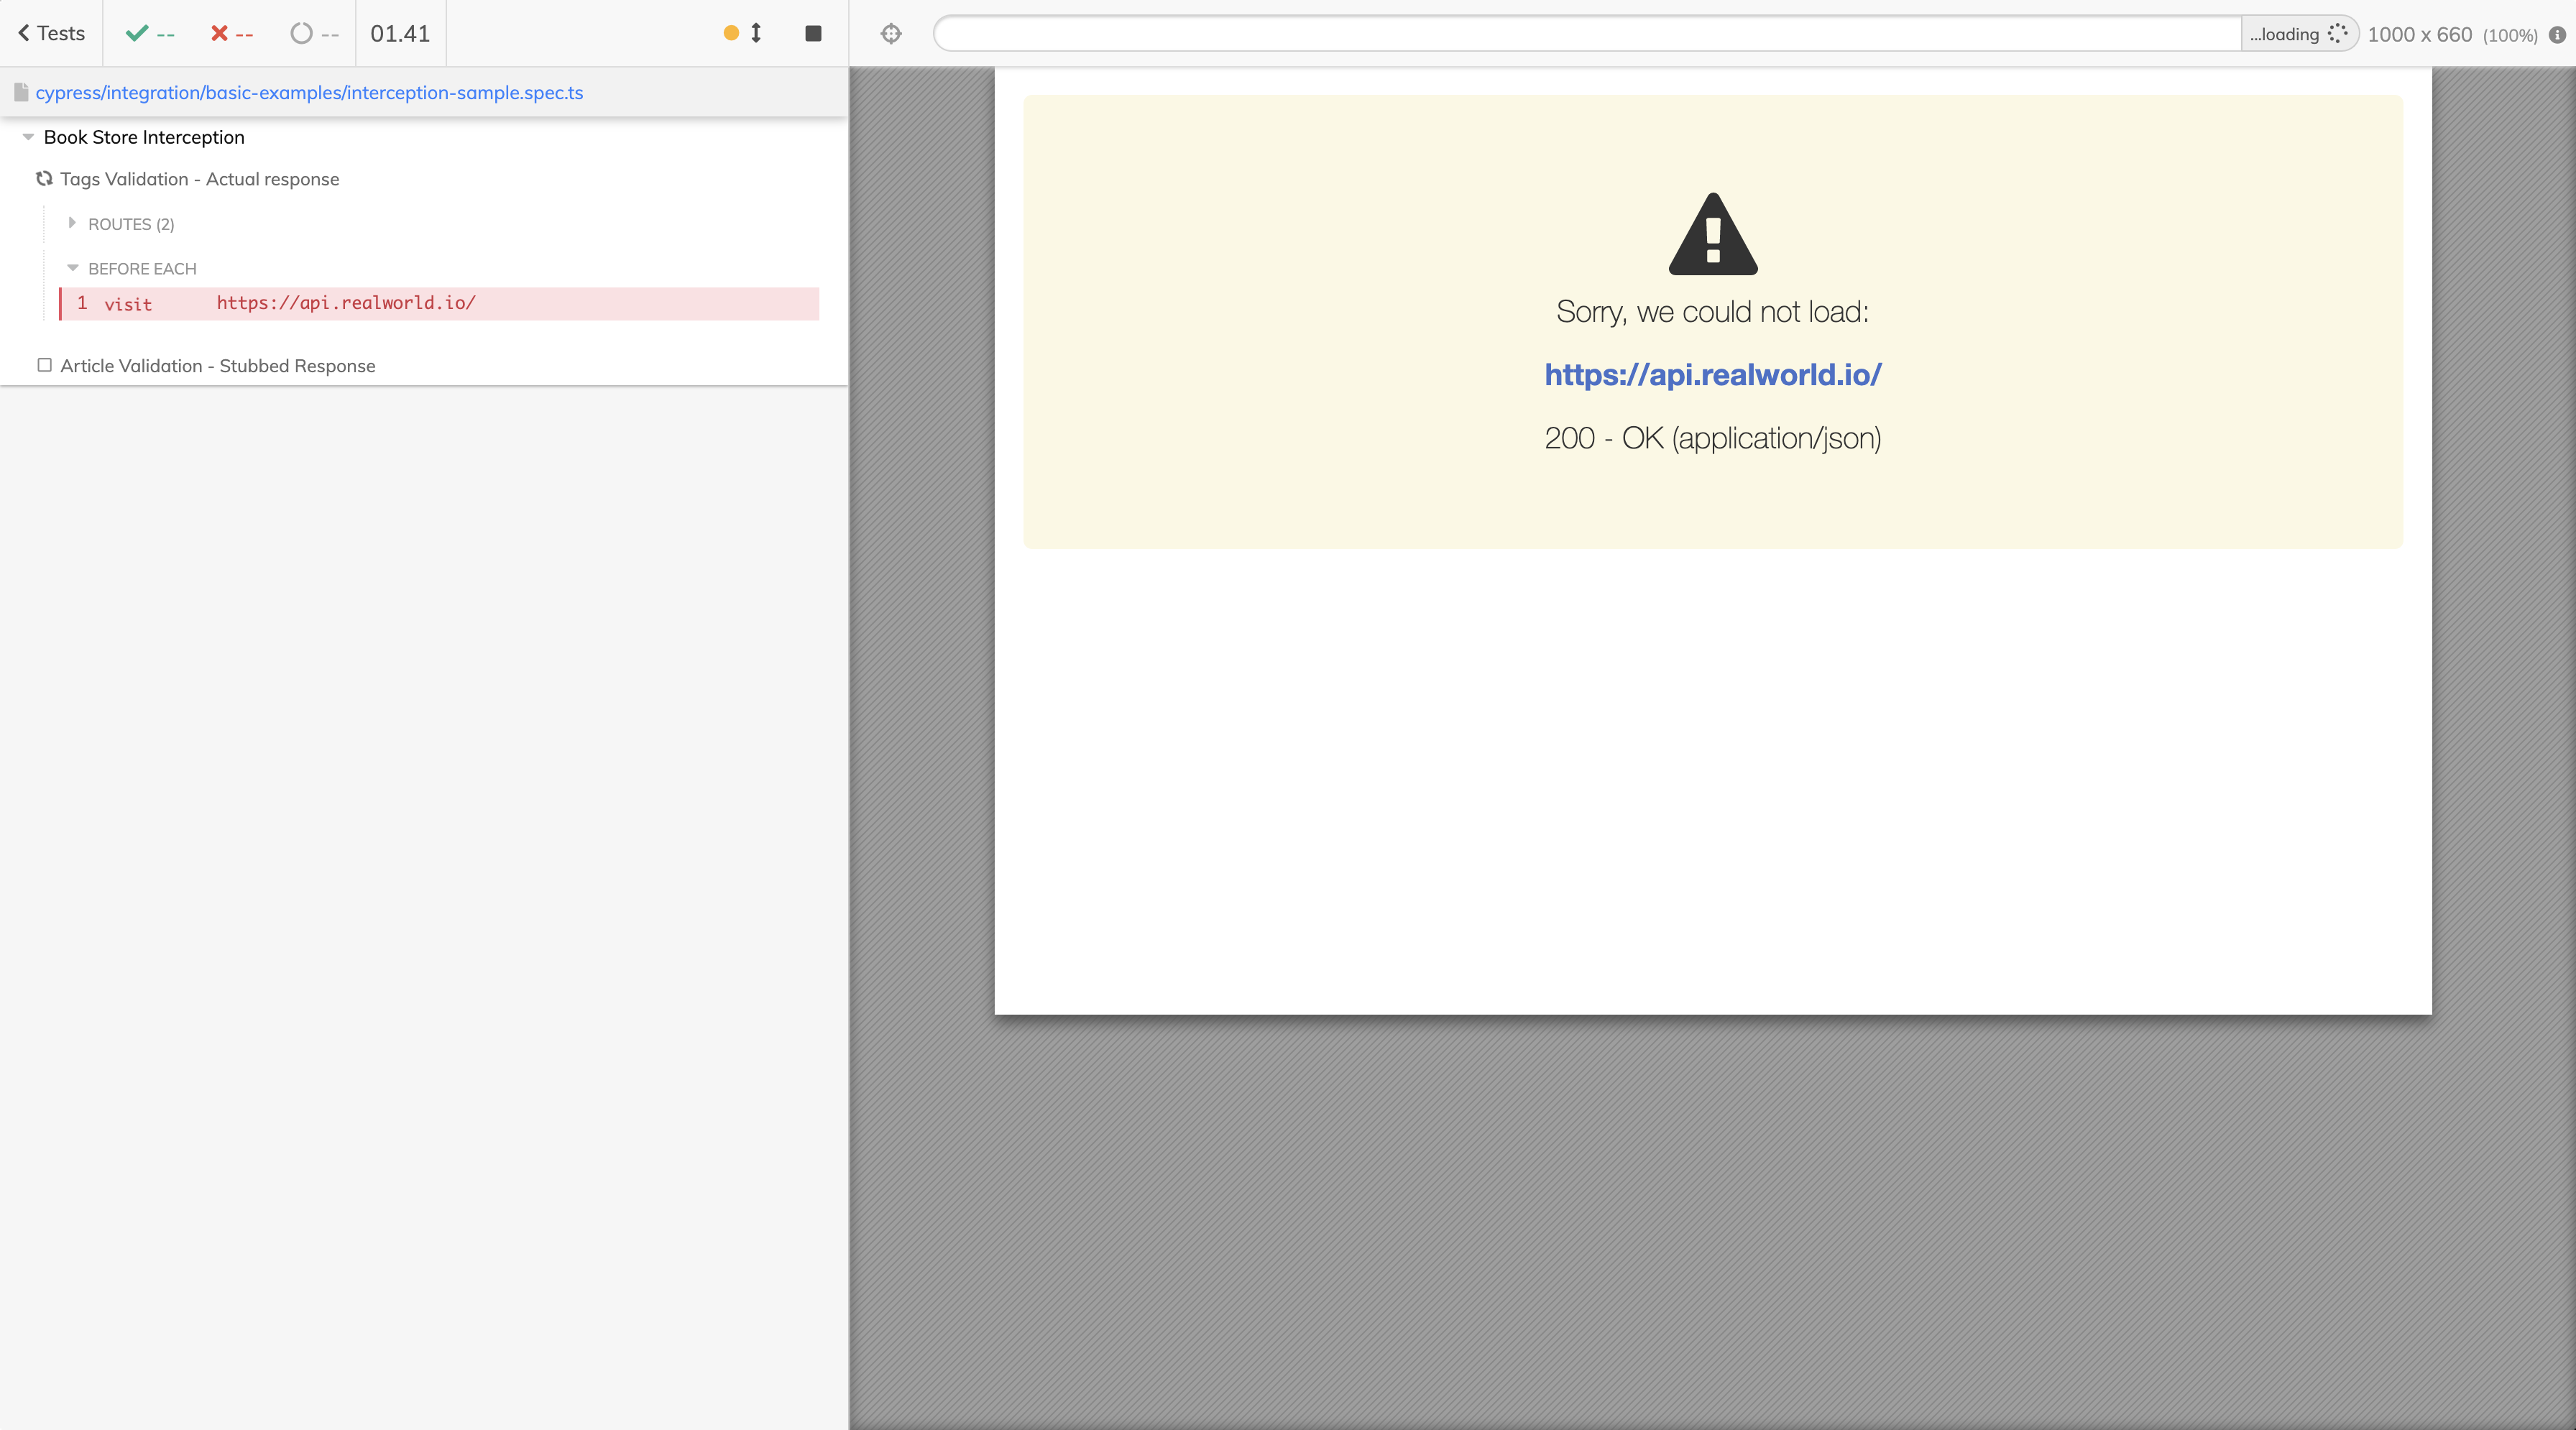 Tests
--
--
--
01.41
...loading
1000 x 660 (100%)
cypress/integration/basic-examples/interception-sample.spec.ts
Book Store Interception
Tags Validation - Actual response
ROUTES (2)
BEFORE EACH
1 visit https://api.realworld.io/
Article Validation - Stubbed Response
Sorry, we could not load:
https://api.realworld.io/
200 - OK (application/json)